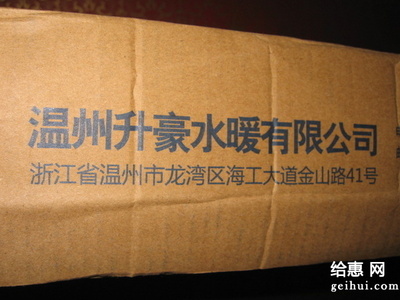 温州升豪水暖有限公司
浙江省温州市龙湾区海工大道金山路41号
给惠 网
geihui.com